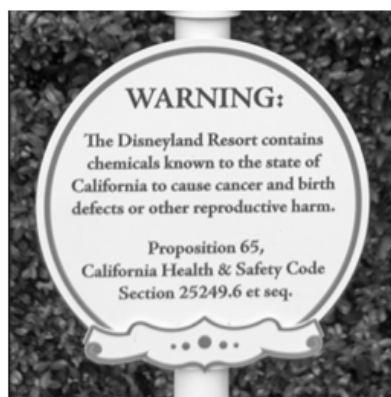 WARNING:
The Disneyland Resort contains
chemicals known to the state of
California to cause cancer and birth
defects or other reproductive harm.
Proposition 65,
California Health & Safety Code
Section 25249.6 et seq.